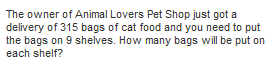 The owner of Animal Lovers Pet Shop just got a
delivery of 315 bags of cat food and you need to put
the bags on 9 shelves. How many bags will be put on
each shelf?